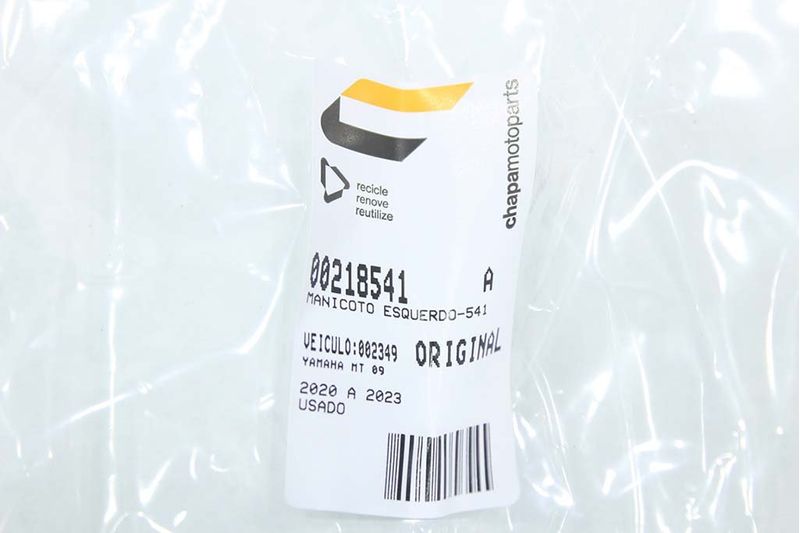 chapamotoparts
recicle
renove
reutilize
00218541 A
MANICOTO ESQUERDO-541
VEICULO:002349 ORIGINAL
YAMAHA MT 09
2020 A 2023
USADO